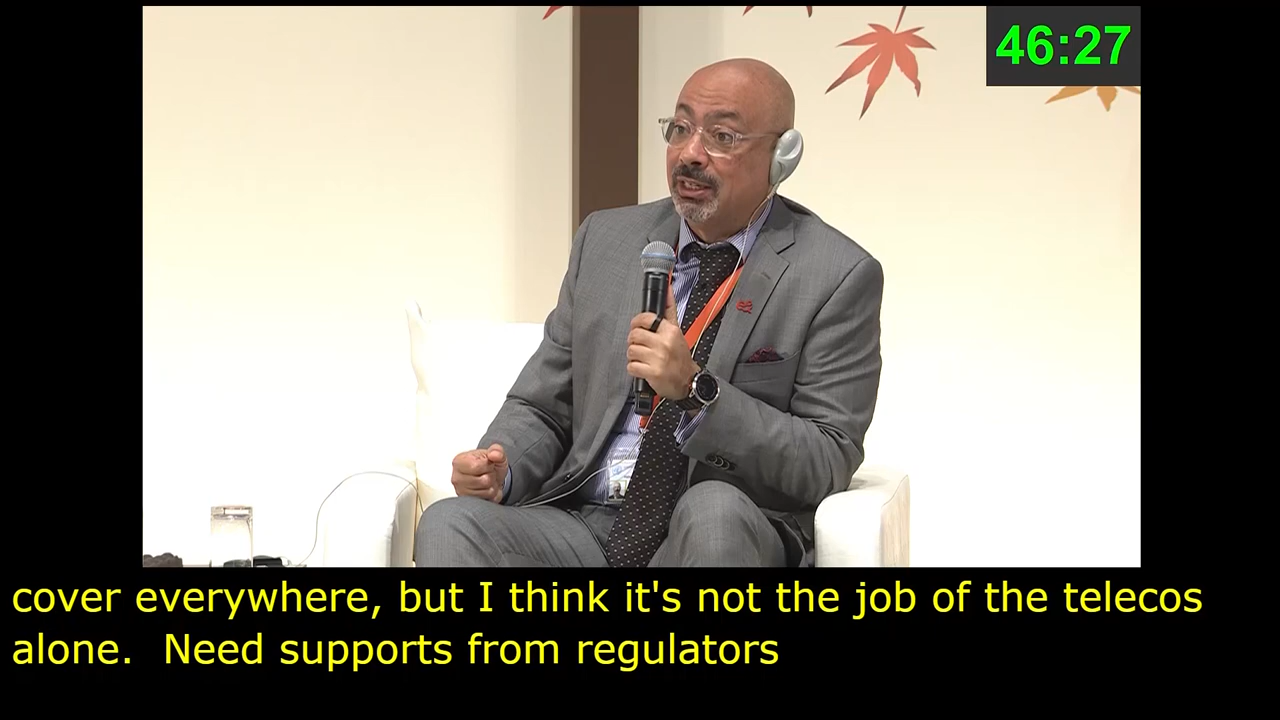 46:27
cover everywhere, but I think it's not the job of the telecos
alone.  Need supports from regulators